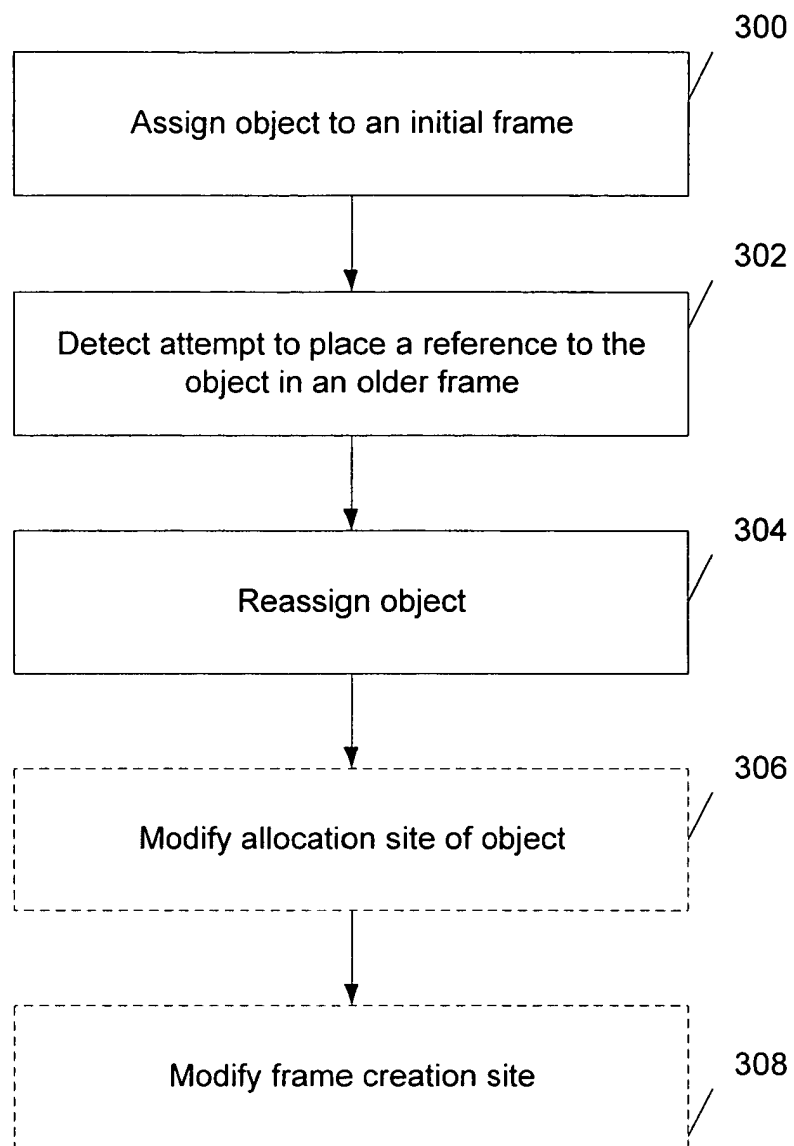 300
Assign object to an initial frame
302
Detect attempt to place a reference to the
object in an older frame
304
Reassign object
306
Modify allocation site of object
308
Modify frame creation site